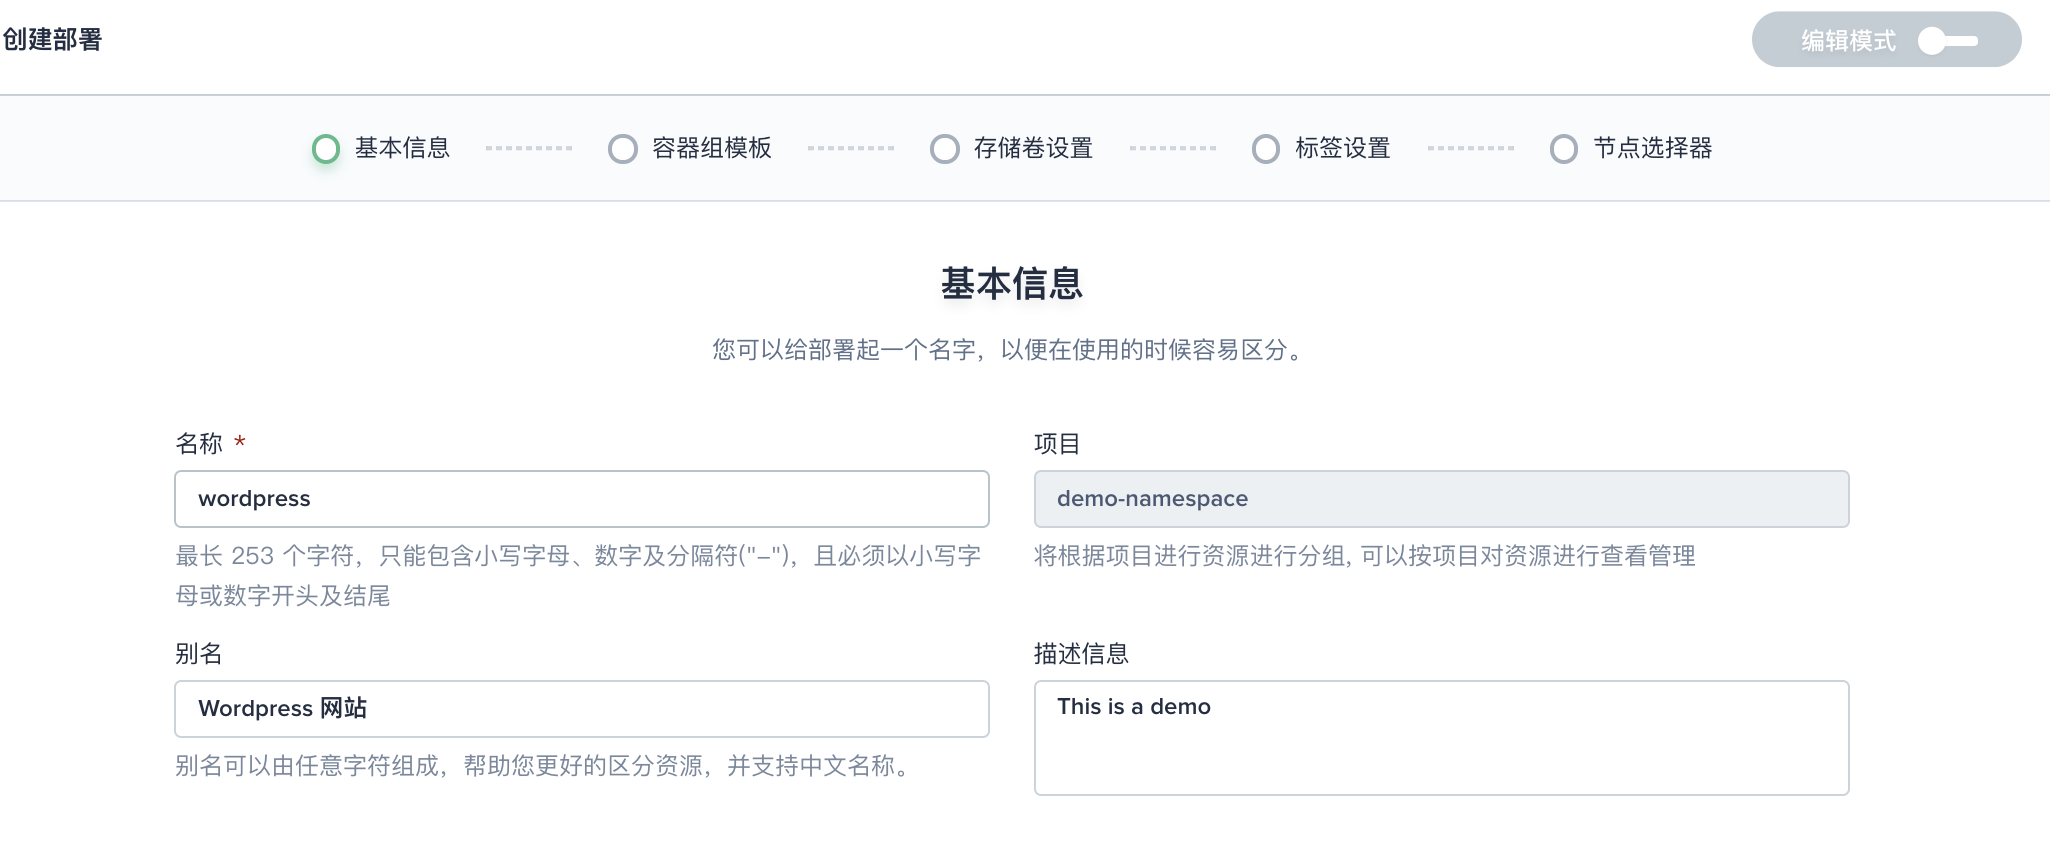 创建部署
编辑模式
基本信息
容器组模板
存储卷设置
标签设置
节点选择器
基本信息
您可以给部署起一个名字，以便在使用的时候容易区分。
名称 *
wordpress
最长 253 个字符，只能包含小写字母、数字及分隔符("-")，且必须以小写字
母或数字开头及结尾
项目
demo-namespace
将根据项目进行资源进行分组, 可以按项目对资源进行查看管理
别名
Wordpress 网站
别名可以由任意字符组成，帮助您更好的区分资源，并支持中文名称。
描述信息
This is a demo